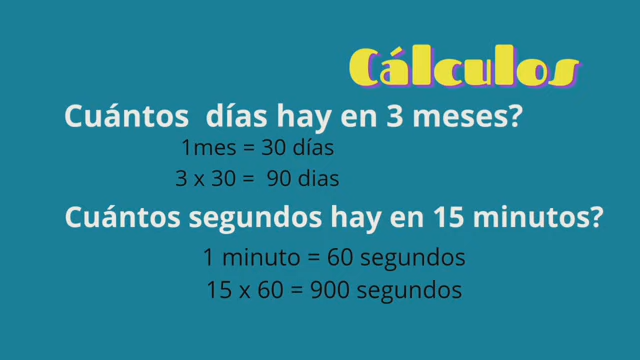 Cálculos
Cuántos días hay en 3 meses?
1mes = 30 días
3 x 30 = 90 dias
Cuántos segundos hay en 15 minutos?
1 minuto = 60 segundos
15 x 60 = 900 segundos